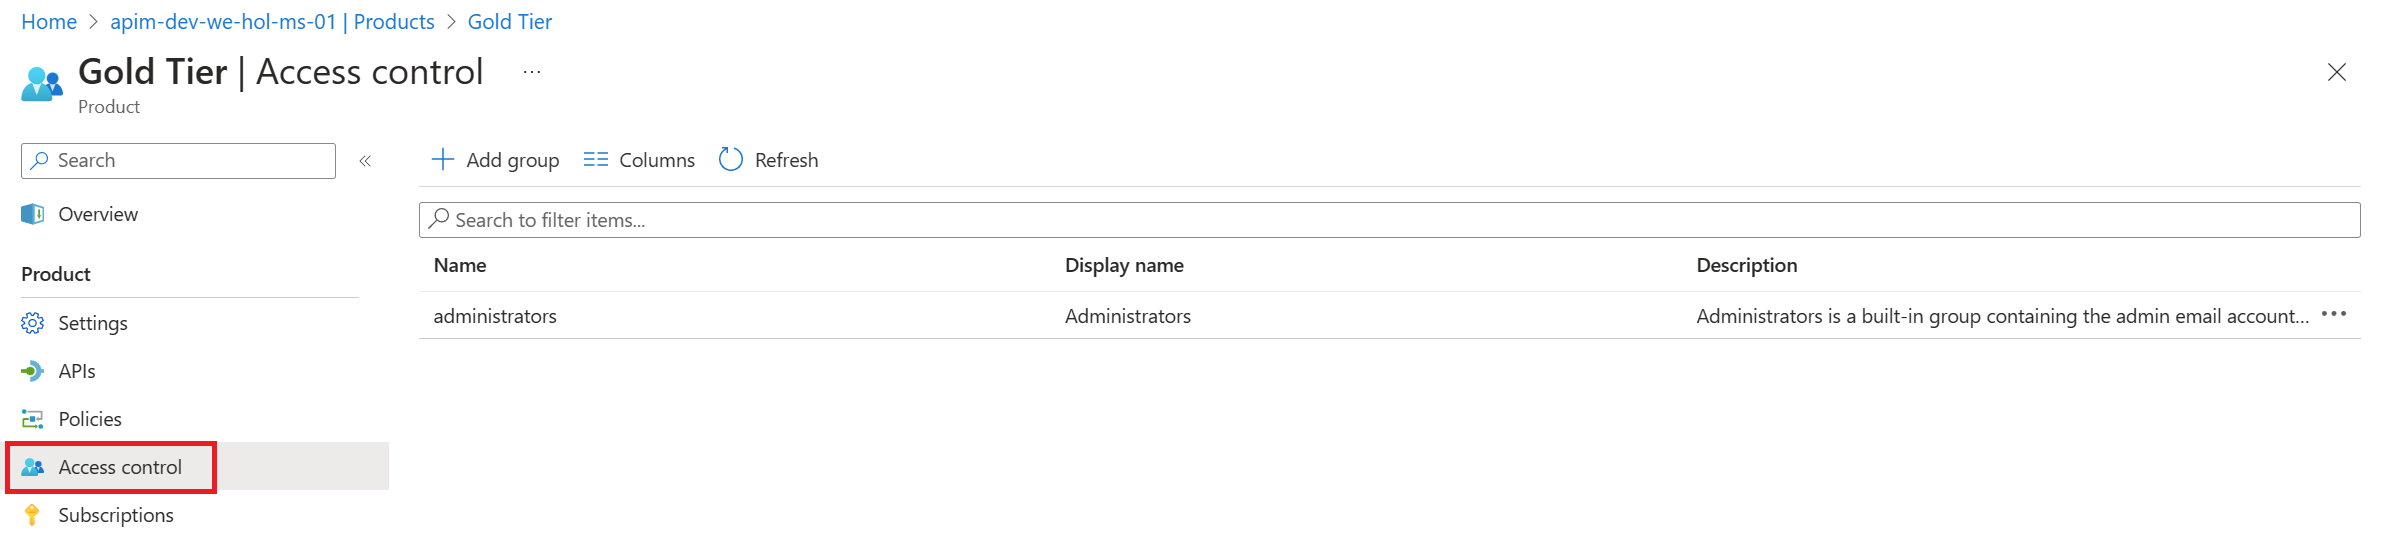 Home > apim-dev-we-hol-ms-01 | Products > Gold Tier
Gold Tier | Access control ...
Product
Search «
Add group Columns Refresh
Overview
Search to filter items...
Product
Name Display name Description
administrators Administrators Administrators is a built-in group containing the admin email account... •••
Settings
APIs
Policies
Access control
Subscriptions